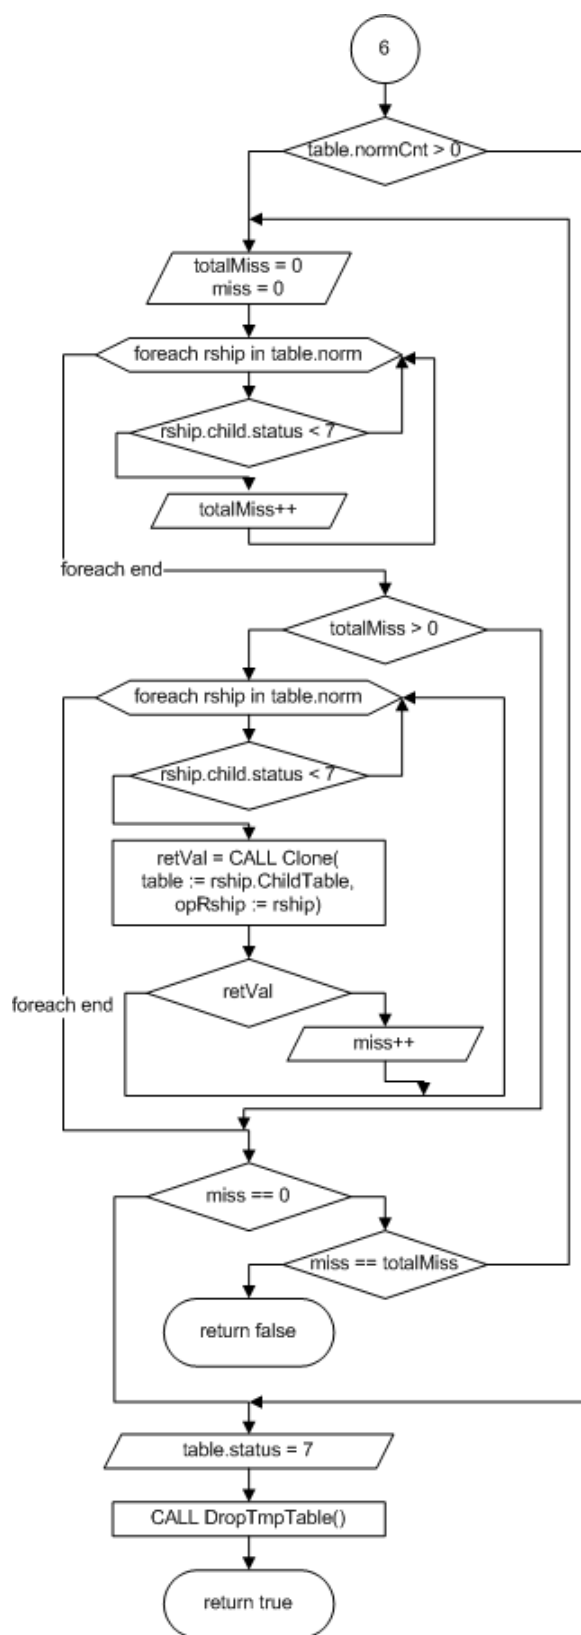 6
table.normCnt > 0
totalMiss = 0
miss = 0
foreach rship in table.norm
rship.child.status < 7
totalMiss++
foreach end
totalMiss > 0
foreach rship in table.norm
rship.child.status < 7
retVal = CALL Clone(
table := rship.ChildTable,
opRship := rship)
retVal
foreach end
miss++
miss == 0
miss == totalMiss
return false
table.status = 7
CALL DropTmpTable()
return true